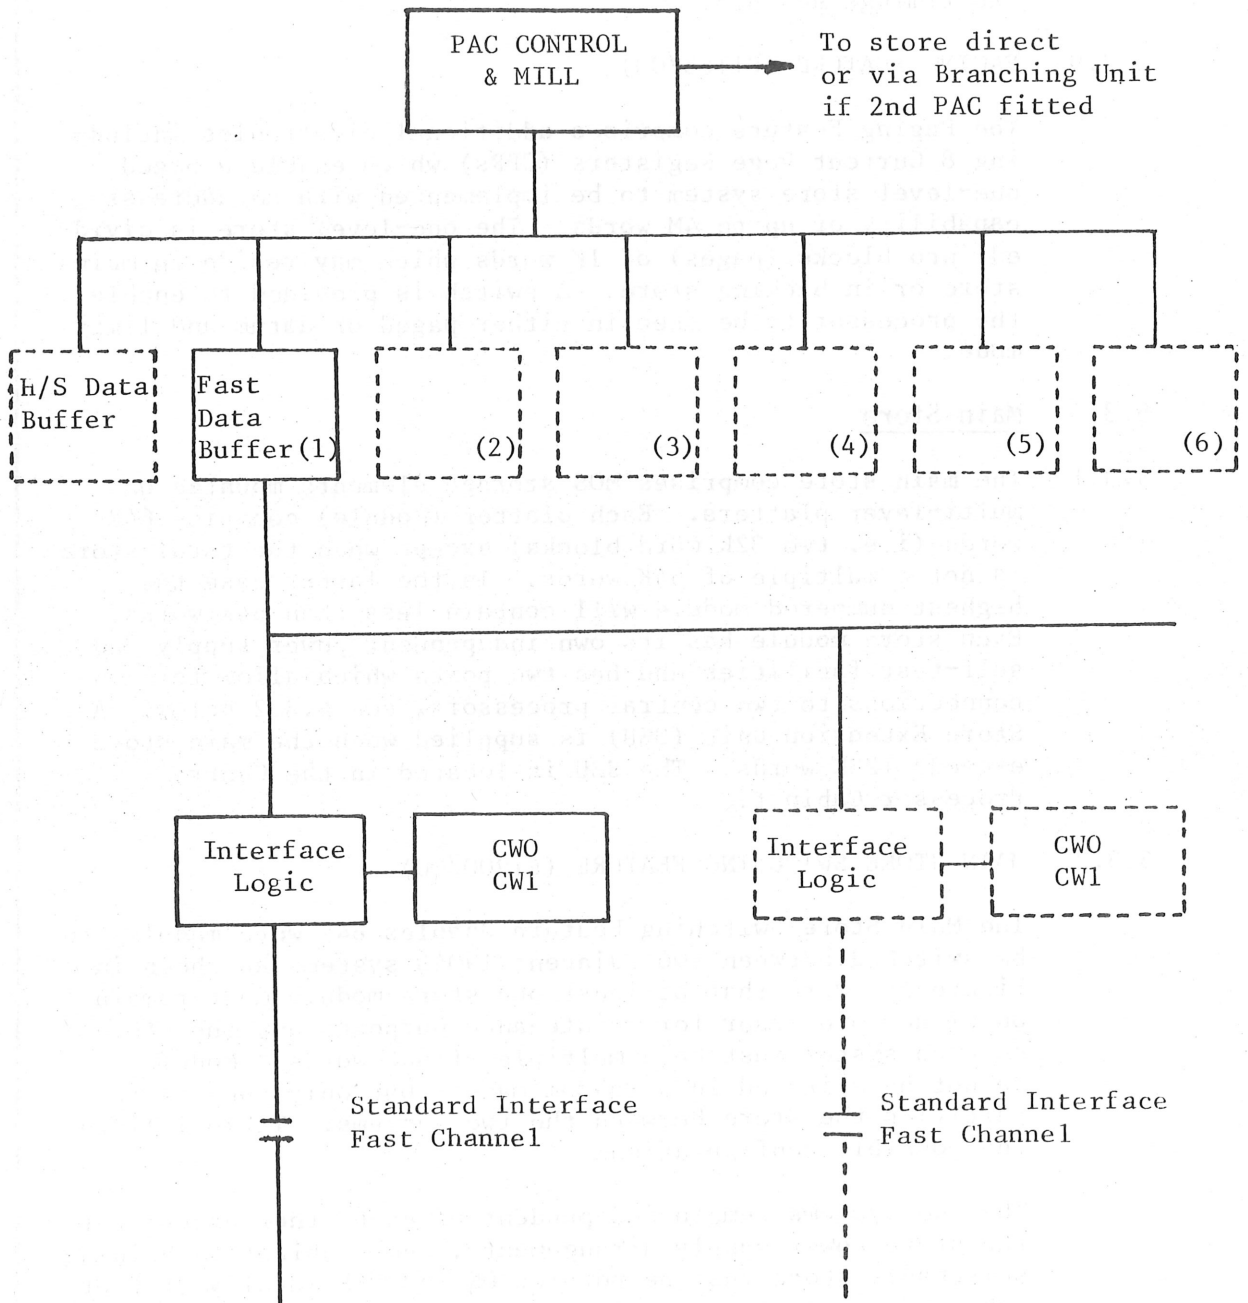 PAC CONTROL
& MILL
To store direct
or via Branching Unit
if 2nd PAC fitted
H/S Data
Buffer
Fast
Data
Buffer(1)
(2)
(3)
(4)
(5)
(6)
Interface
Logic
CWO
CW1
Interface
Logic
CWO
CW1
Standard Interface
Fast Channel
Standard Interface
Fast Channel